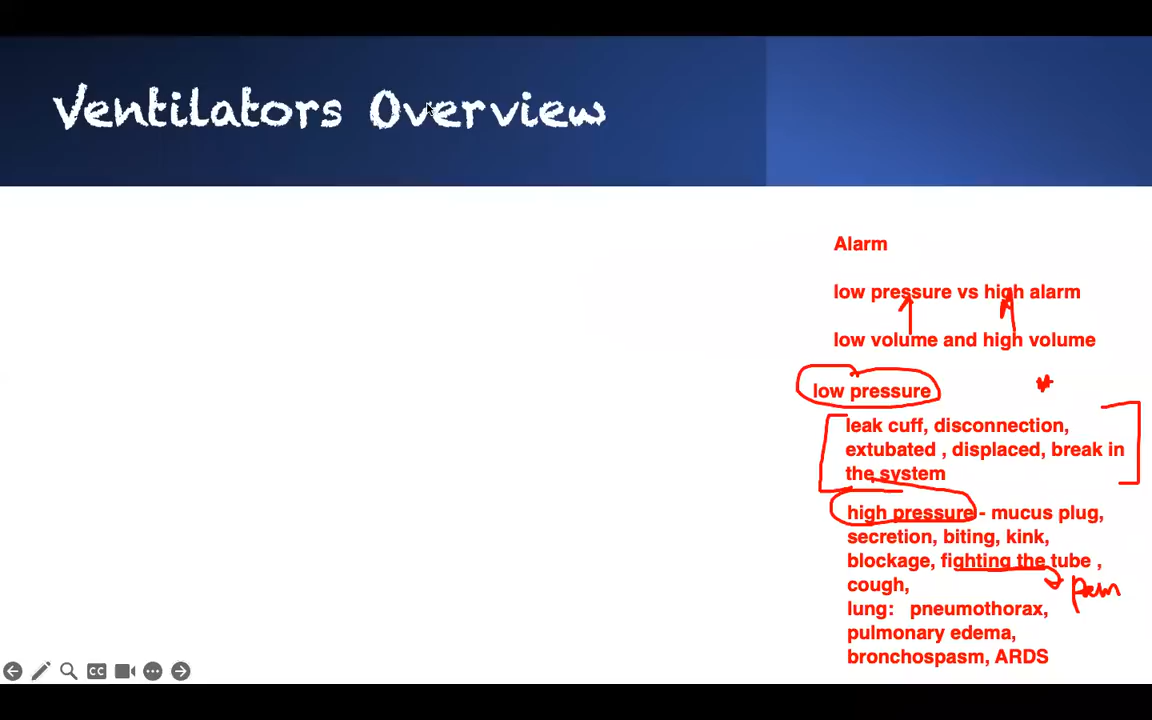 Ventilators Overview
Alarm
low pressure vs high alarm
low volume and high volume
low pressure
leak cuff, disconnection,
extubated , displaced, break in
the system
high pressure - mucus plug,
secretion, biting, kink,
blockage, fighting the tube ,
cough,
lung: pneumothorax,
pulmonary edema,
bronchospasm, ARDS
CC